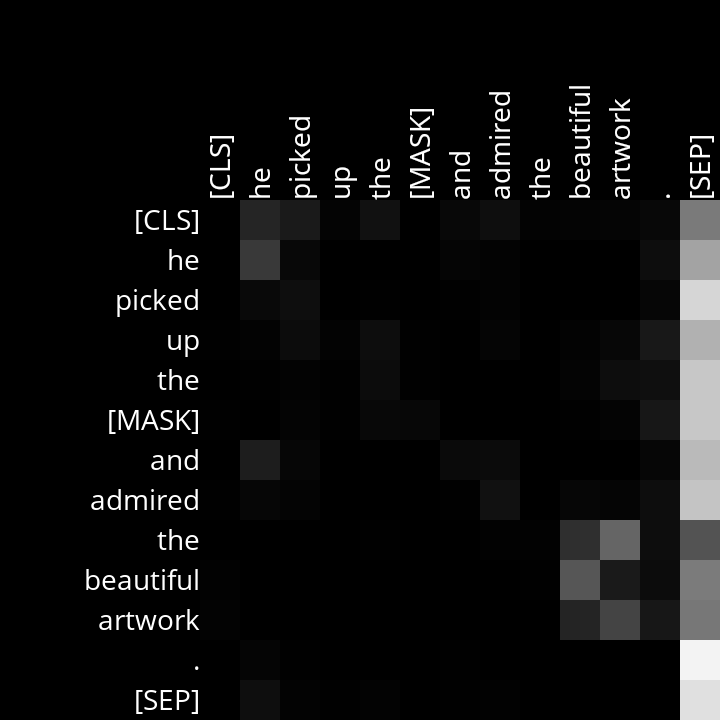 [CLS] he picked up the [MASK] and admired the beautiful artwork . [SEP]
[CLS]
he
picked
up
the
[MASK]
and
admired
the
beautiful
artwork
.
[SEP]